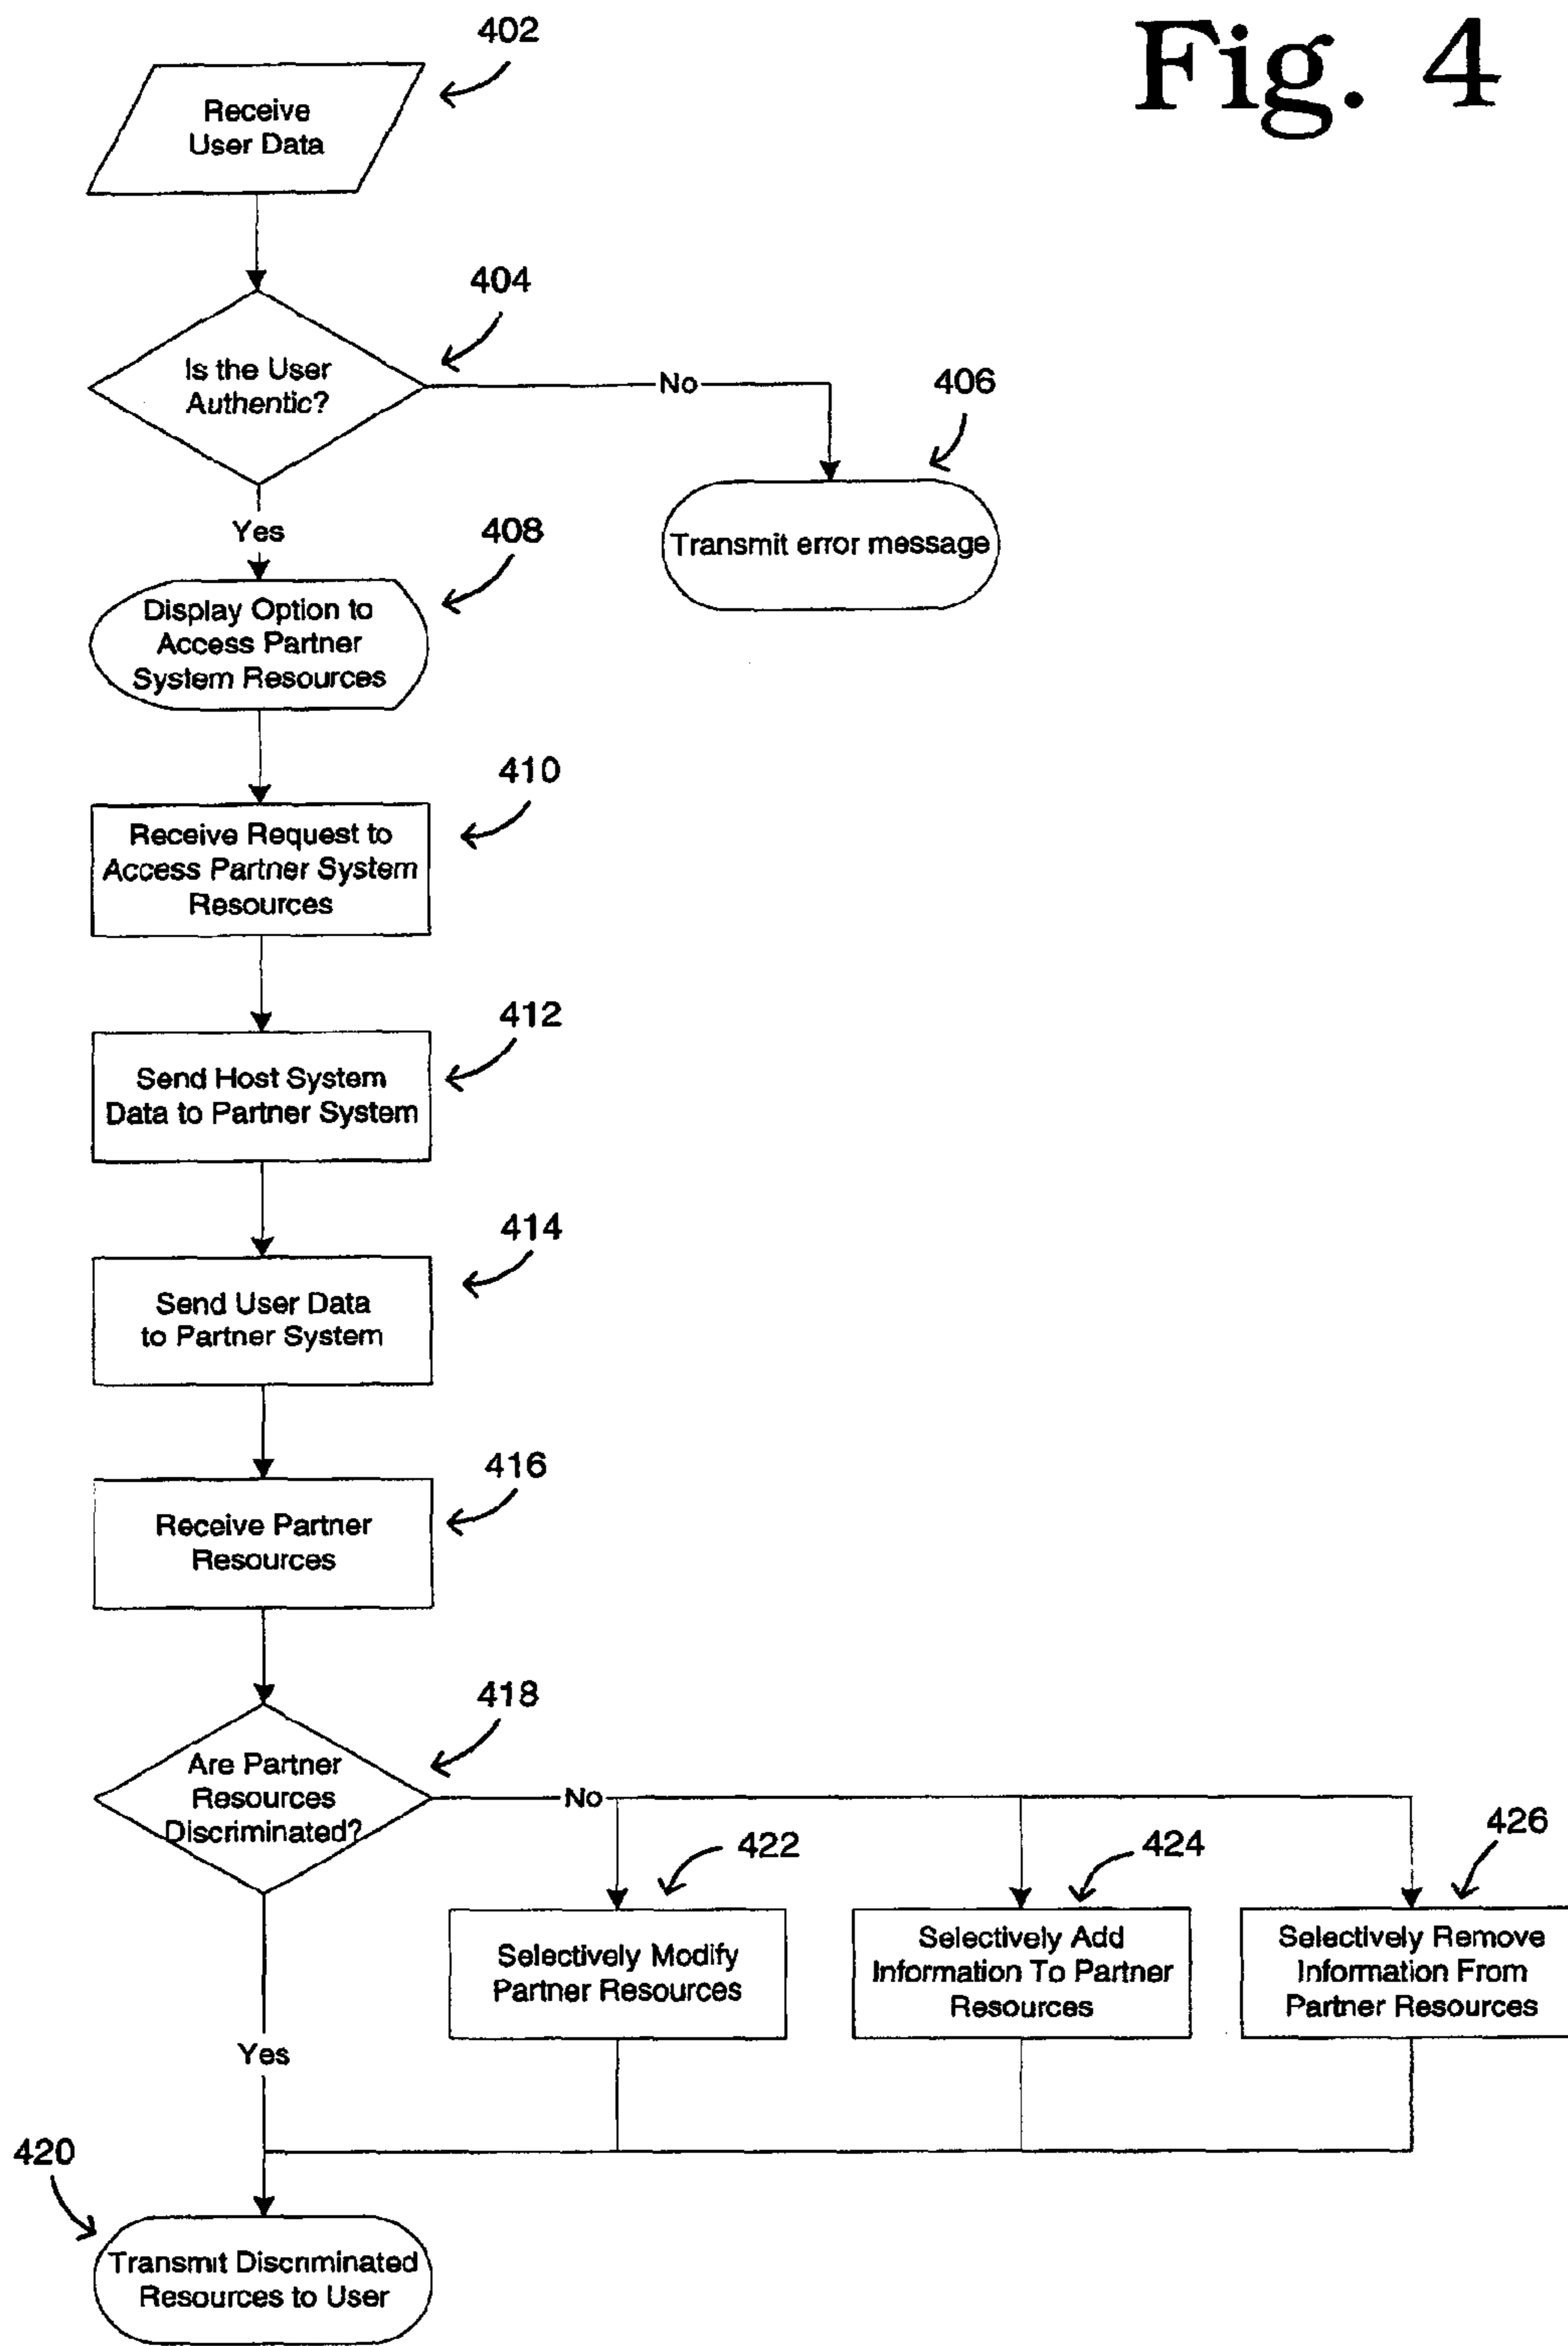 Fig. 4
402
Receive
User Data
404
Is the User
Authentic?
No
406
Transmit error message
Yes
408
Display Option to
Access Partner
System Resources
410
Receive Request to
Access Partner System
Resources
412
Send Host System
Data to Partner System
414
Send User Data
to Partner System
416
Receive Partner
Resources
418
Are Partner
Resources
Discriminated?
No
422
Selectively Modify
Partner Resources
424
Selectively Add
Information To Partner
Resources
426
Selectively Remove
Information From
Partner Resources
Yes
420
Transmit Discriminated
Resources to User